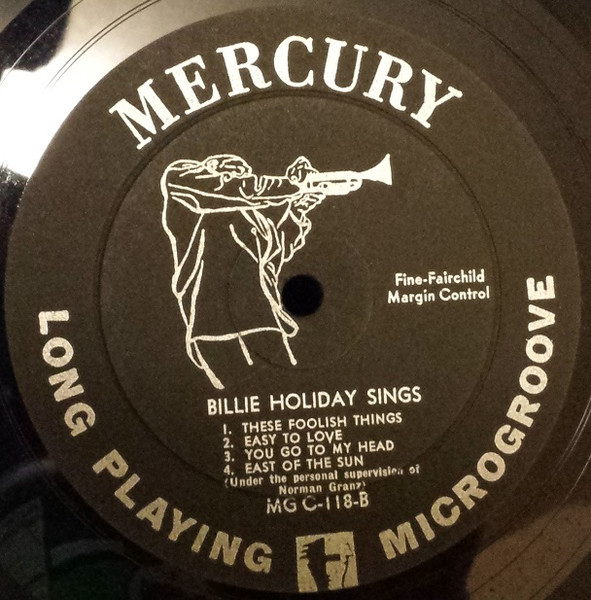 MERCURY
Fine-Fairchild
Margin Control
BILLIE HOLIDAY SINGS
1. THESE FOOLISH THINGS
2. EASY TO LOVE
3. YOU GO TO MY HEAD
4. EAST OF THE SUN
(Under the personal supervision of
Norman Granz)
MG C-118-B
LONG PLAYING MICROGROOVE